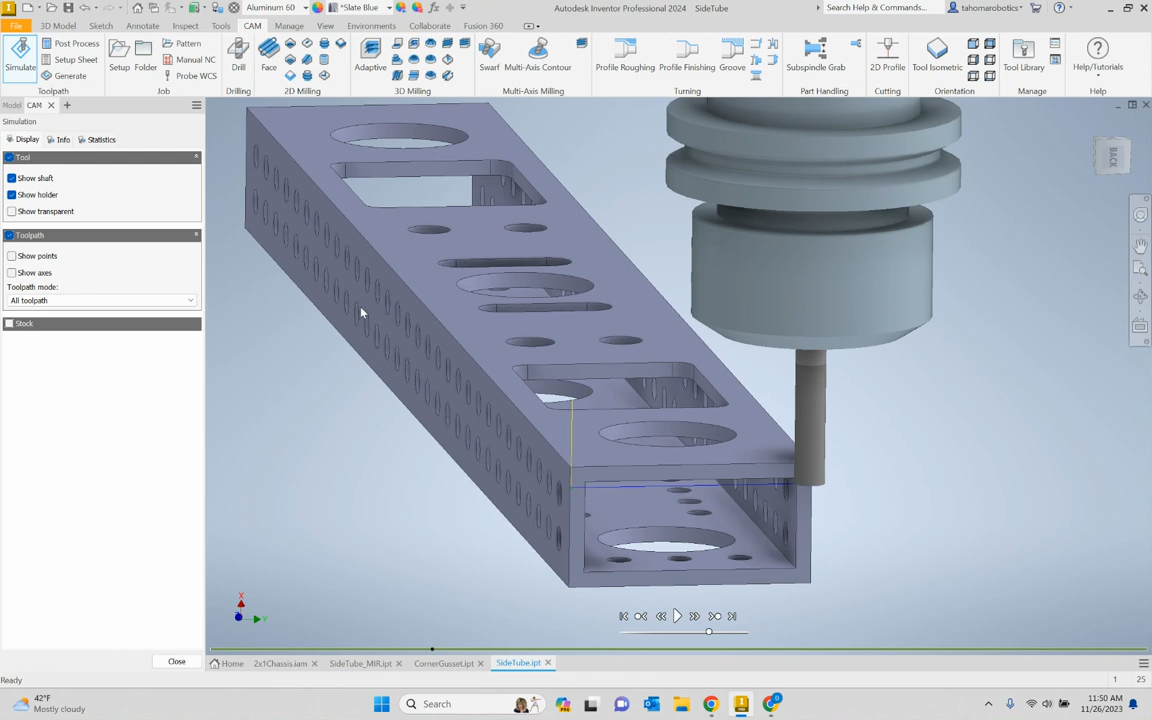 Aluminum 60
*Slate Blue
Autodesk Inventor Professional 2024
SideTube
Search Help & Commands...
tahomarobotics
File
3D Model
Sketch
Annotate
Inspect
Tools
CAM
Manage
View
Environments
Collaborate
Fusion 360
Simulate
Post Process
Setup Sheet
Generate
Toolpath
Setup
Folder
Pattern
Manual NC
Probe WCS
Job
Drill
Drilling
Face
2D Milling
Adaptive
3D Milling
Swarf
Multi-Axis Contour
Multi-Axis Milling
Profile Roughing
Profile Finishing
Groove
Turning
Subspindle Grab
Part Handling
2D Profile
Cutting
Tool Isometric
Orientation
Tool Library
Manage
Help/Tutorials
Help
Model
CAM
Simulation
Display
Info
Statistics
Tool
Show shaft
Show holder
Show transparent
Toolpath
Show points
Show axes
Toolpath mode:
All toolpath
Stock
Close
BACK
X
Y
Home
2x1Chassis.iam
SideTube_MIR.ipt
CornerGusset.ipt
SideTube.ipt
Ready
1
25
42°F
Mostly cloudy
Search
11:50 AM
11/26/2023